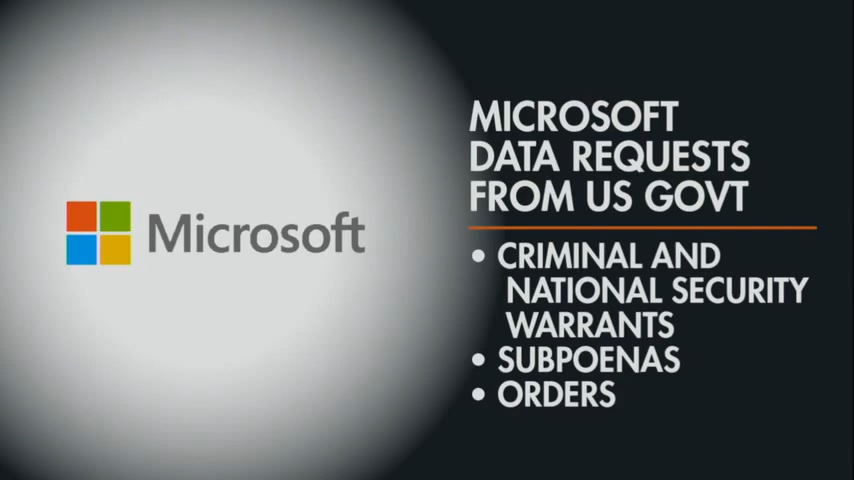 Microsoft
MICROSOFT
DATA REQUESTS
FROM US GOVT
• CRIMINAL AND
NATIONAL SECURITY
WARRANTS
• SUBPOENAS
• ORDERS